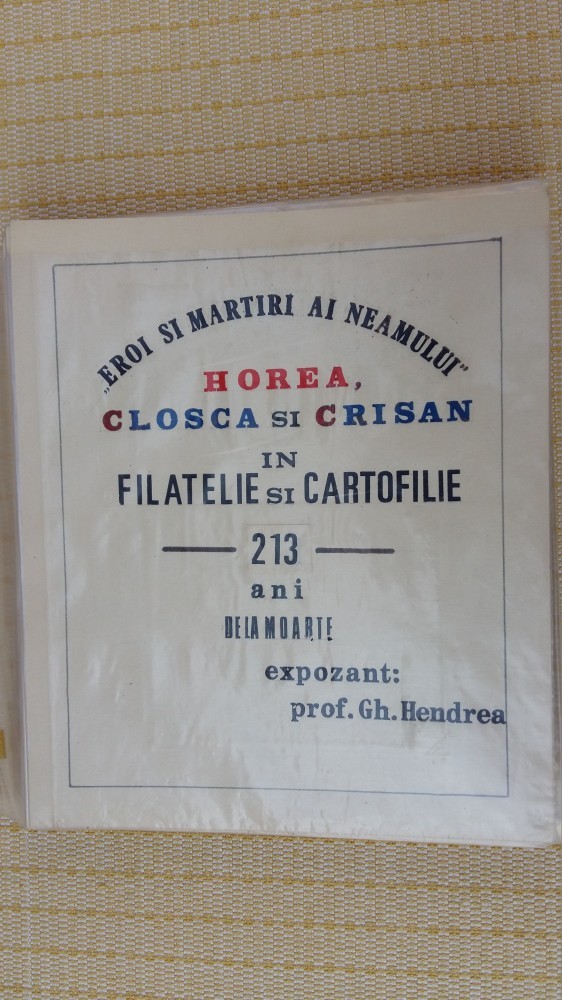 „EROI SI MARTIRI AI NEAMULUI”
HOREA,
CLOSCA SI CRISAN
IN
FILATELIE SI CARTOFILIE
— 213 —
ani
DE LA MOARTE
expozant:
prof. Gh. Hendrea